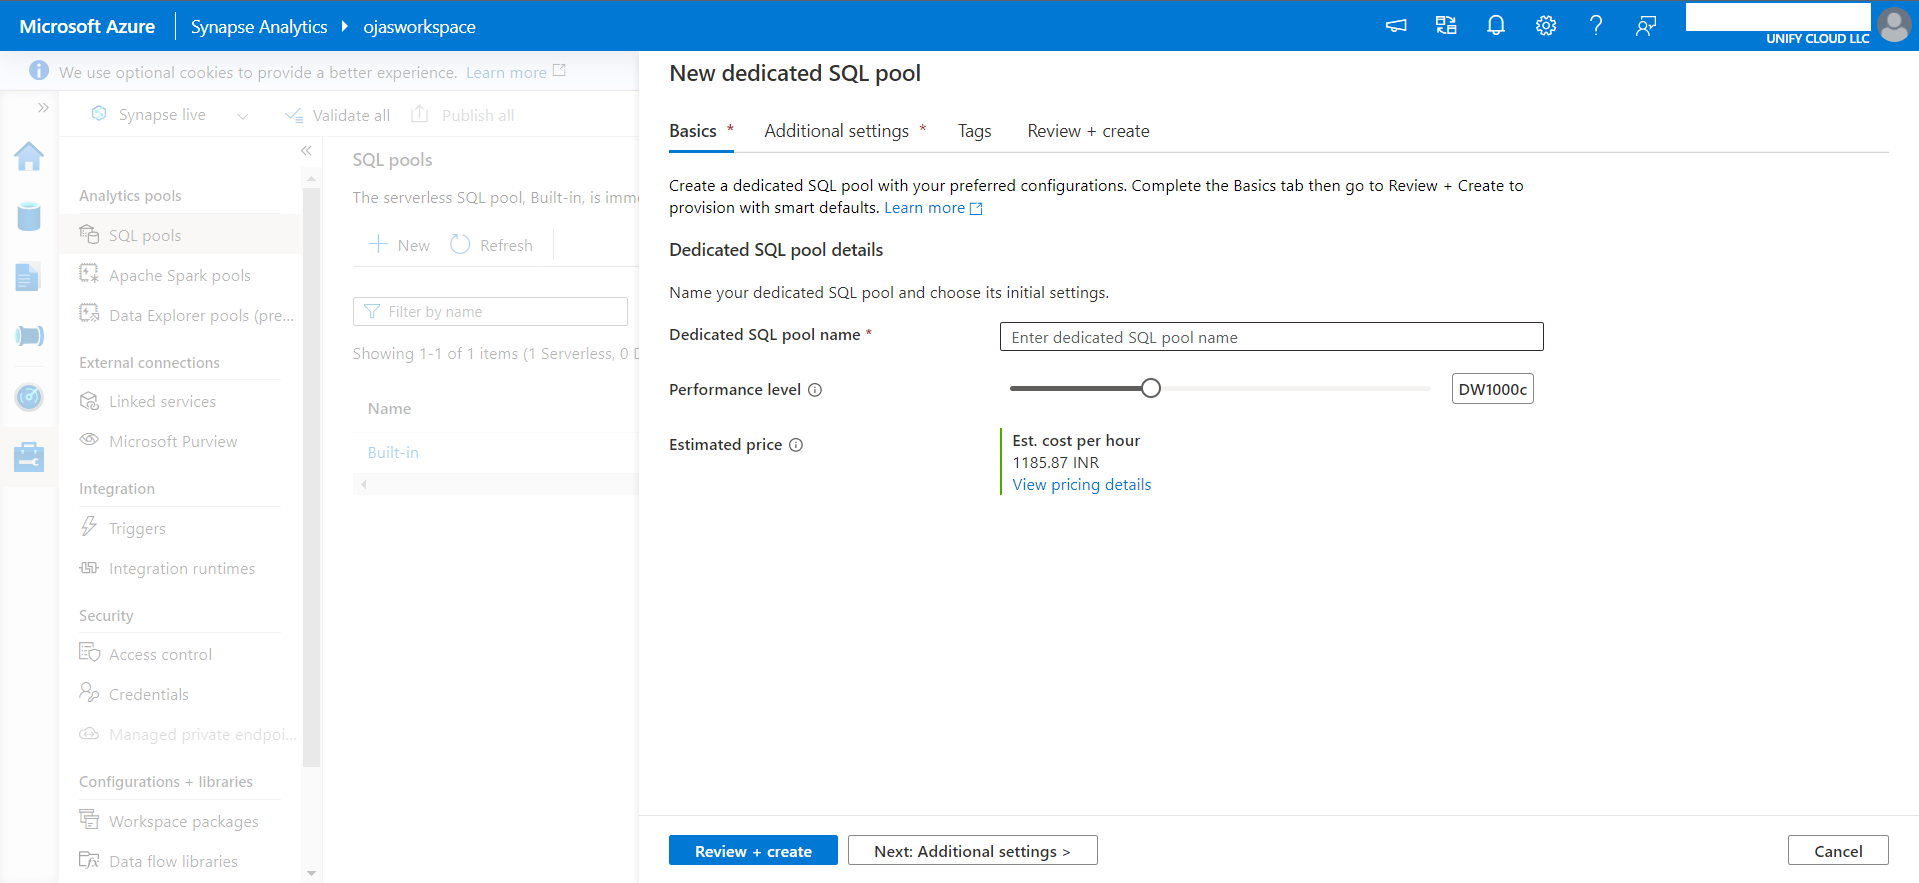 Microsoft Azure
Synapse Analytics
ojasworkspace
UNIFY CLOUD LLC
We use optional cookies to provide a better experience. Learn more
Synapse live
Validate all
Publish all
Analytics pools
SQL pools
Apache Spark pools
Data Explorer pools (pre...
External connections
Linked services
Microsoft Purview
Integration
Triggers
Integration runtimes
Security
Access control
Credentials
Managed private endpoi...
Configurations + libraries
Workspace packages
Data flow libraries
SQL pools
The serverless SQL pool, Built-in, is imme
New
Refresh
Filter by name
Showing 1-1 of 1 items (1 Serverless, 0 D
Name
Built-in
New dedicated SQL pool
Basics *
Additional settings *
Tags
Review + create
Create a dedicated SQL pool with your preferred configurations. Complete the Basics tab then go to Review + Create to
provision with smart defaults. Learn more
Dedicated SQL pool details
Name your dedicated SQL pool and choose its initial settings.
Dedicated SQL pool name *
Enter dedicated SQL pool name
Performance level
DW1000c
Estimated price
Est. cost per hour
1185.87 INR
View pricing details
Review + create
Next: Additional settings >
Cancel